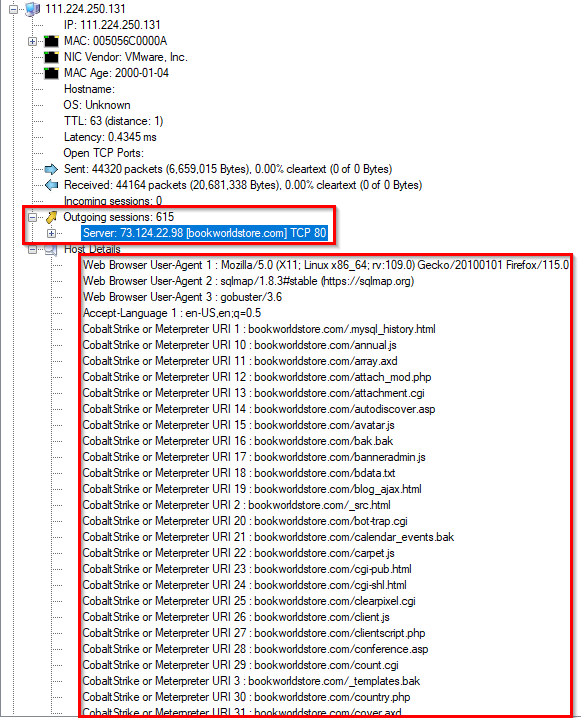 111.224.250.131
IP: 111.224.250.131
MAC: 005056C0000A
NIC Vendor: VMware, Inc.
MAC Age: 2000-01-04
Hostname:
OS: Unknown
TTL: 63 (distance: 1)
Latency: 0.4345 ms
Open TCP Ports:
Sent: 44320 packets (6,659,015 Bytes), 0.00% cleartext (0 of 0 Bytes)
Received: 44164 packets (20,681,338 Bytes), 0.00% cleartext (0 of 0 Bytes)
Incoming sessions: 0
Outgoing sessions: 615
Server: 73.124.22.98 [bookworldstore.com] TCP 80
Host Details
Web Browser User-Agent 1 : Mozilla/5.0 (X11; Linux x86_64; rv:109.0) Gecko/20100101 Firefox/115.0
Web Browser User-Agent 2 : sqlmap/1.8.3#stable (https://sqlmap.org)
Web Browser User-Agent 3 : gobuster/3.6
Accept-Language 1 : en-US,en;q=0.5
CobaltStrike or Meterpreter URI 1 : bookworldstore.com/.mysql_history.html
CobaltStrike or Meterpreter URI 10 : bookworldstore.com/annual.js
CobaltStrike or Meterpreter URI 11 : bookworldstore.com/array.axd
CobaltStrike or Meterpreter URI 12 : bookworldstore.com/attach_mod.php
CobaltStrike or Meterpreter URI 13 : bookworldstore.com/attachment.cgi
CobaltStrike or Meterpreter URI 14 : bookworldstore.com/autodiscover.asp
CobaltStrike or Meterpreter URI 15 : bookworldstore.com/avatar.js
CobaltStrike or Meterpreter URI 16 : bookworldstore.com/bak.bak
CobaltStrike or Meterpreter URI 17 : bookworldstore.com/banneradmin.js
CobaltStrike or Meterpreter URI 18 : bookworldstore.com/bdata.txt
CobaltStrike or Meterpreter URI 19 : bookworldstore.com/blog_ajax.html
CobaltStrike or Meterpreter URI 2 : bookworldstore.com/_src.html
CobaltStrike or Meterpreter URI 20 : bookworldstore.com/bot-trap.cgi
CobaltStrike or Meterpreter URI 21 : bookworldstore.com/calendar_events.bak
CobaltStrike or Meterpreter URI 22 : bookworldstore.com/carpet.js
CobaltStrike or Meterpreter URI 23 : bookworldstore.com/cgi-pub.html
CobaltStrike or Meterpreter URI 24 : bookworldstore.com/cgi-shl.html
CobaltStrike or Meterpreter URI 25 : bookworldstore.com/clearpixel.cgi
CobaltStrike or Meterpreter URI 26 : bookworldstore.com/client.js
CobaltStrike or Meterpreter URI 27 : bookworldstore.com/clientscript.php
CobaltStrike or Meterpreter URI 28 : bookworldstore.com/conference.asp
CobaltStrike or Meterpreter URI 29 : bookworldstore.com/count.cgi
CobaltStrike or Meterpreter URI 3 : bookworldstore.com/_templates.bak
CobaltStrike or Meterpreter URI 30 : bookworldstore.com/country.php
CobaltStrike or Meterpreter URI 31 : bookworldstore.com/cover.axd